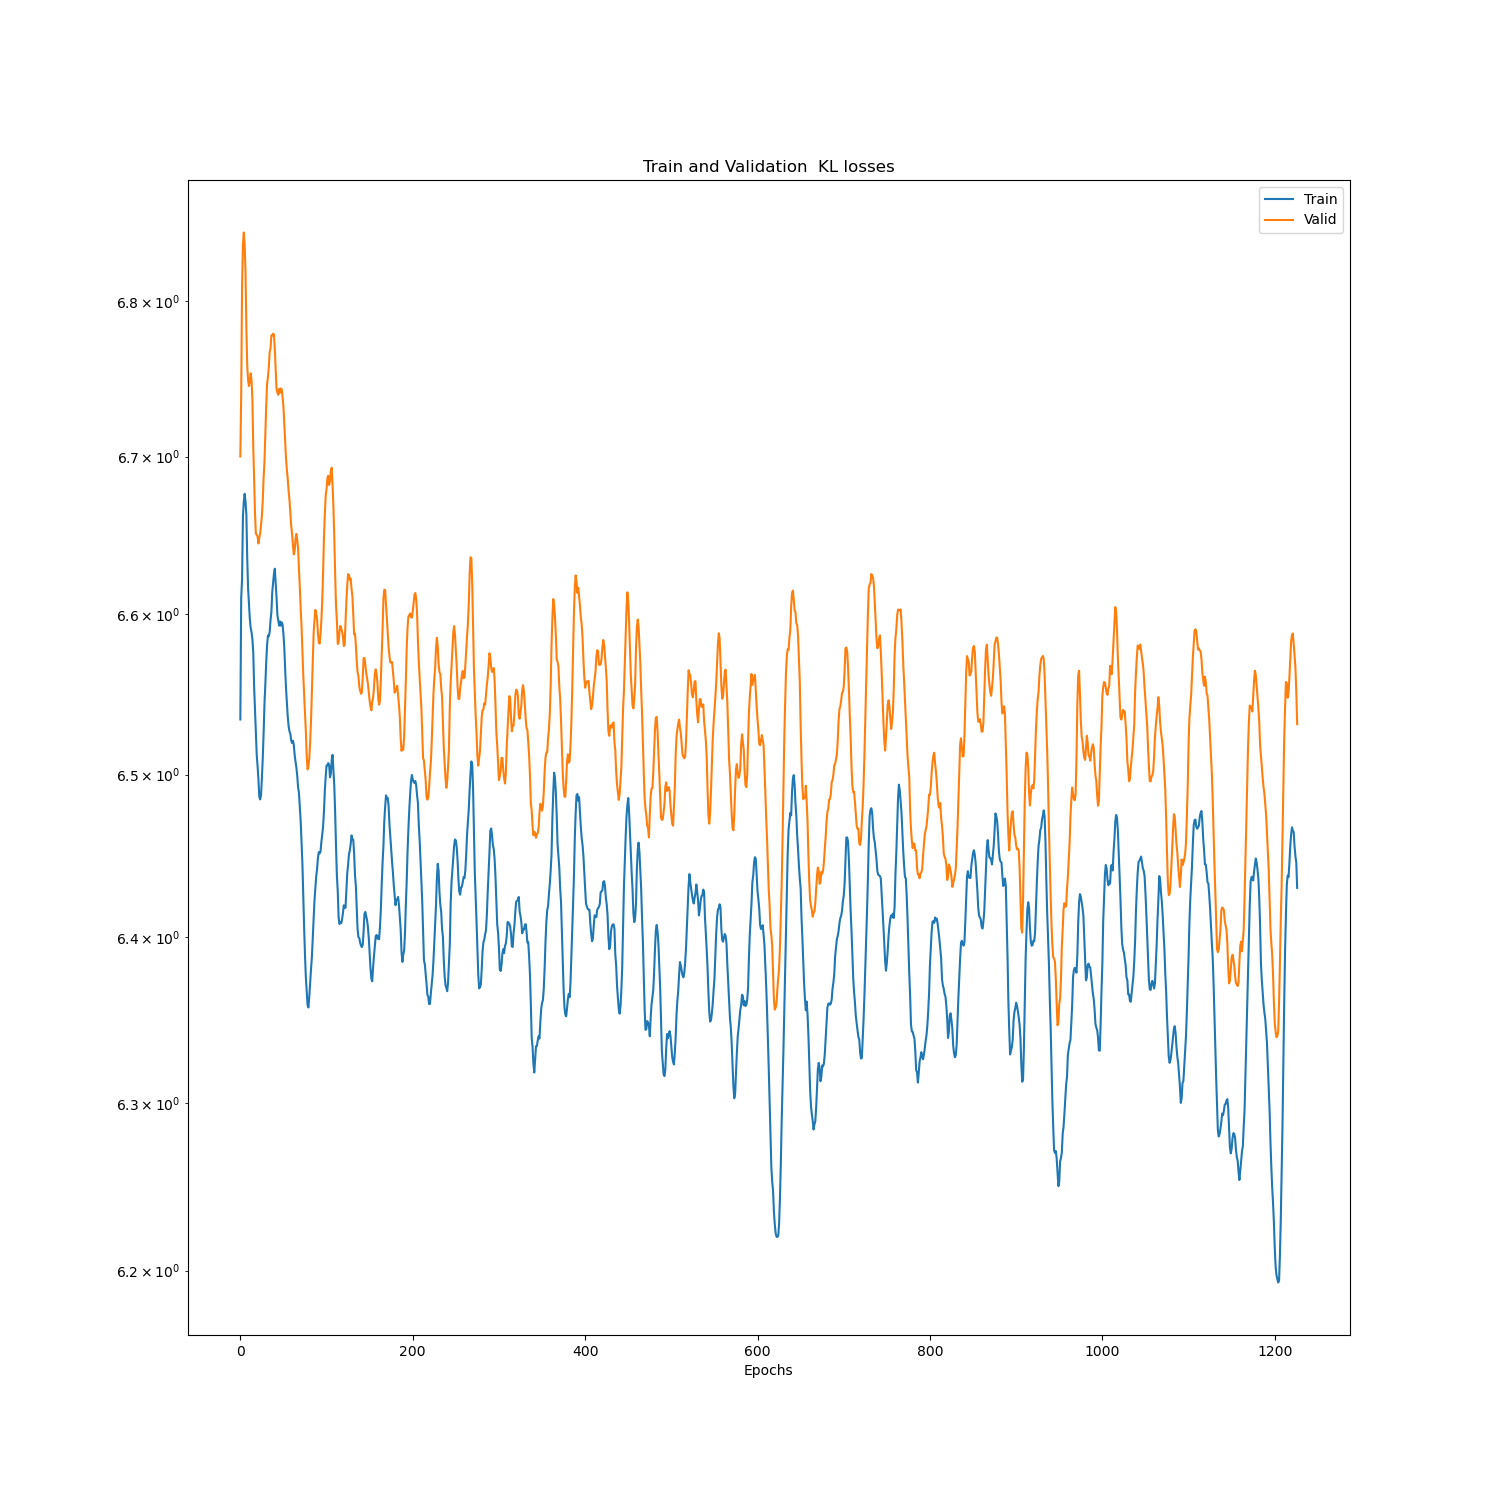 Train and Validation  KL losses
Train
Valid
6.8 × 10⁰
6.7 × 10⁰
6.6 × 10⁰
6.5 × 10⁰
6.4 × 10⁰
6.3 × 10⁰
6.2 × 10⁰
0 200 400 600 800 1000 1200
Epochs